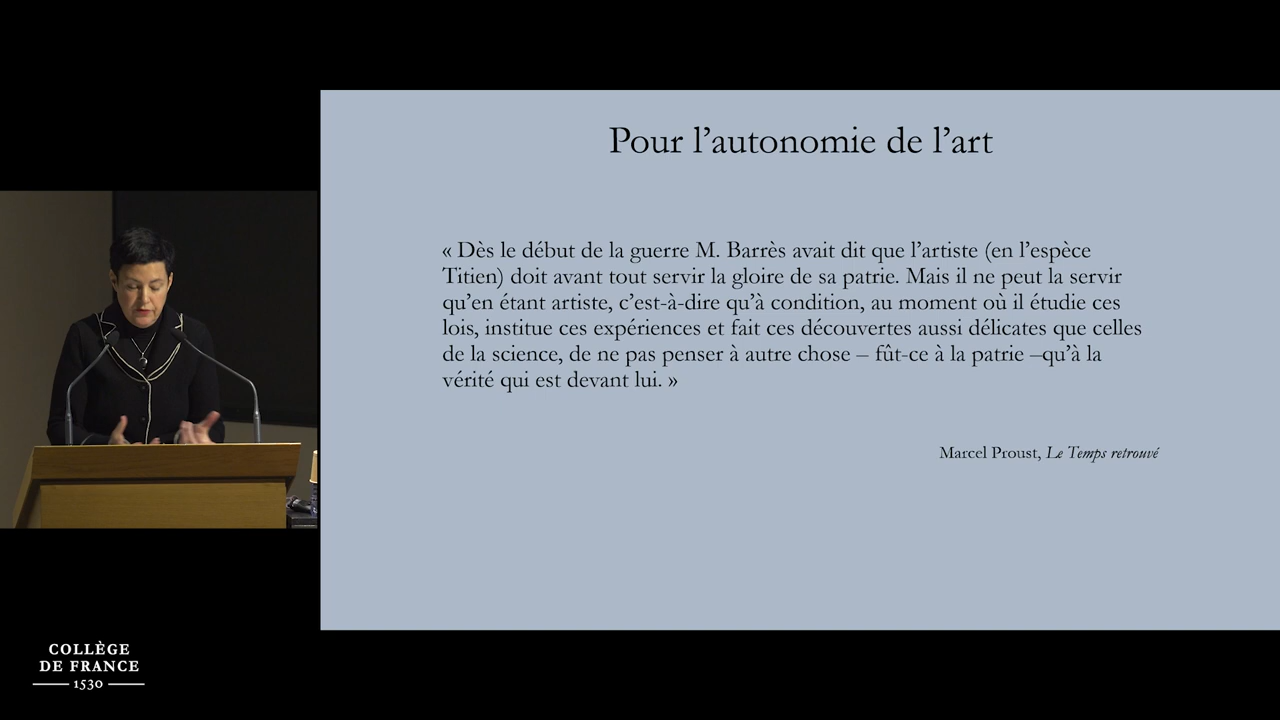 Pour l’autonomie de l’art
« Dès le début de la guerre M. Barrès avait dit que l’artiste (en l’espèce
Titien) doit avant tout servir la gloire de sa patrie. Mais il ne peut la servir
qu’en étant artiste, c’est-à-dire qu’à condition, au moment où il étudie ces
lois, institue ces expériences et fait ces découvertes aussi délicates que celles
de la science, de ne pas penser à autre chose – fût-ce à la patrie –qu’à la
vérité qui est devant lui. »
Marcel Proust, Le Temps retrouvé
COLLÈGE
DE FRANCE
1530